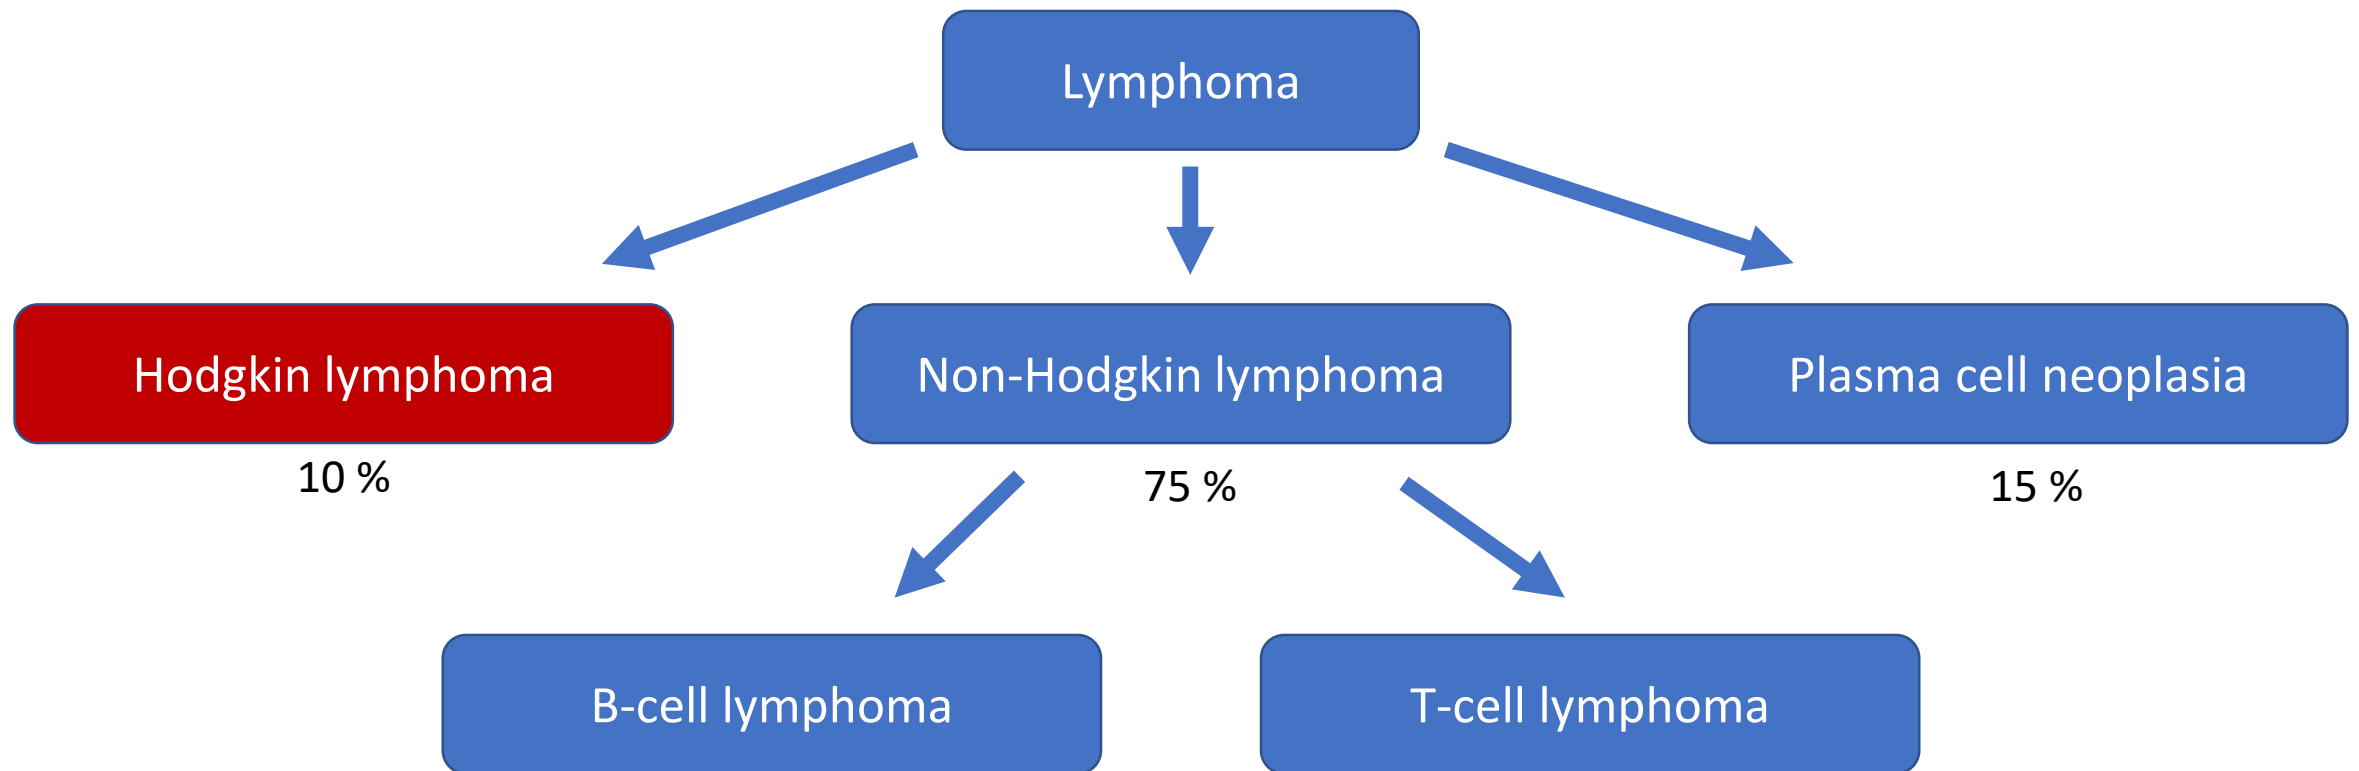 Lymphoma
Hodgkin lymphoma
Non-Hodgkin lymphoma
Plasma cell neoplasia
10 %
75 %
15 %
B-cell lymphoma
T-cell lymphoma